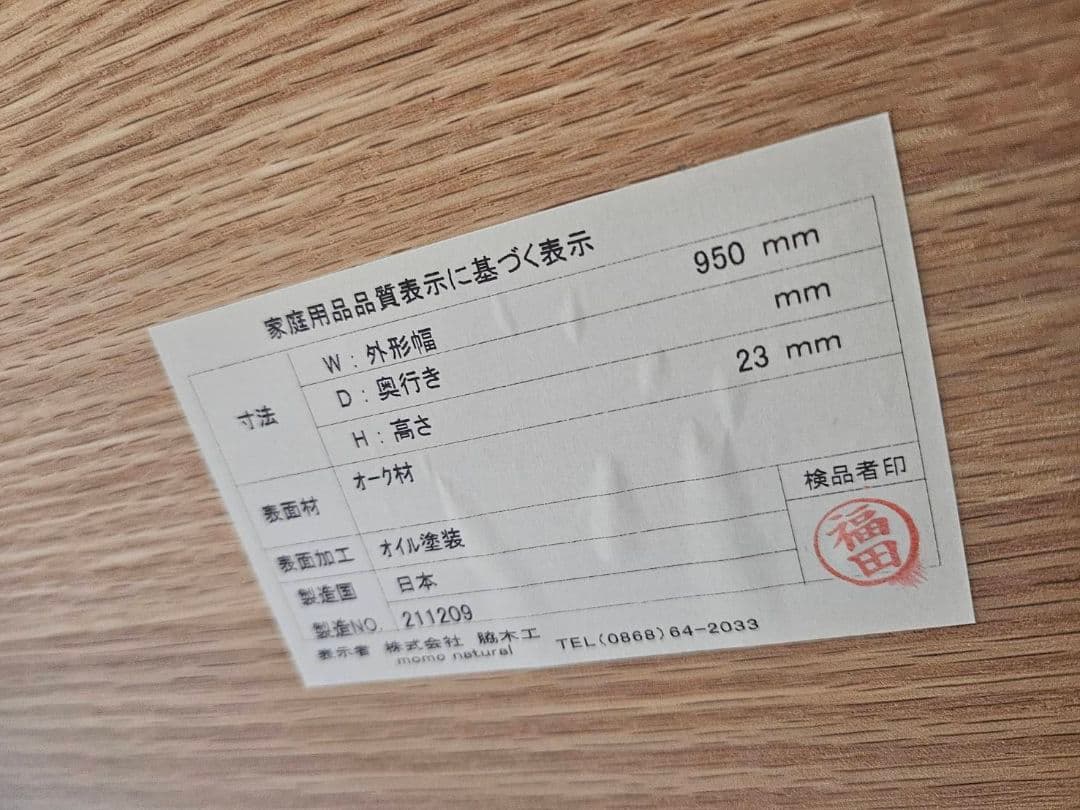 家庭用品品質表示に基づく表示
寸法
W：外形幅 950 mm
D：奥行き mm
H：高さ 23 mm
表面材 オーク材
表面加工 オイル塗装
製造国 日本
製造NO. 211209
検品者印
福田
表示者 株式会社 脇木工 TEL(0868)64-2033
momo natural